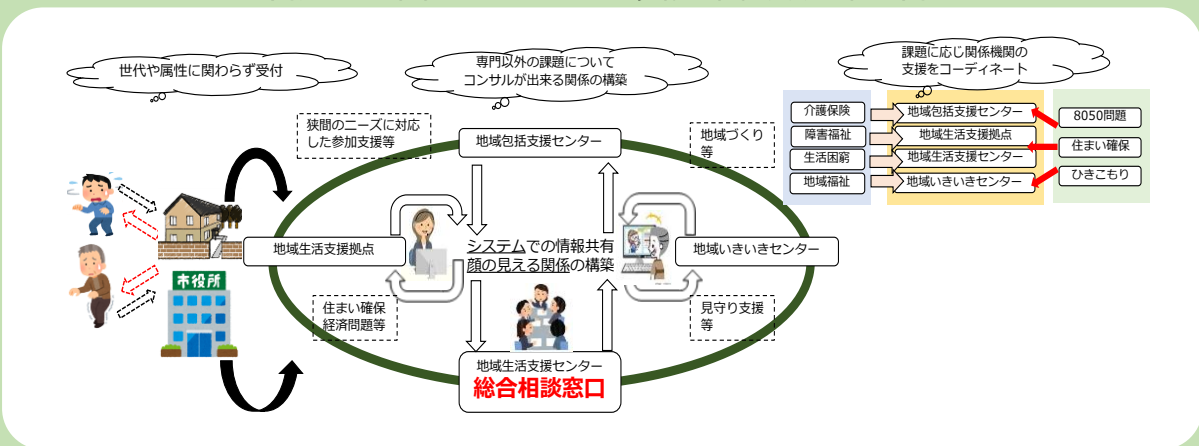 世代や属性に関わらず受付
専門以外の課題について
コンサルが出来る関係の構築
課題に応じ関係機関の
支援をコーディネート
介護保険
障害福祉
生活困窮
地域福祉
地域包括支援センター
地域生活支援拠点
地域生活支援センター
地域いきいきセンター
8050問題
住まい確保
ひきこもり
狭間のニーズに対応
した参加支援等
地域包括支援センター
地域づくり
等
地域生活支援拠点
システムでの情報共有
顔の見える関係の構築
地域いきいきセンター
市役所
住まい確保
経済問題等
見守り支援
等
地域生活支援センター
総合相談窓口